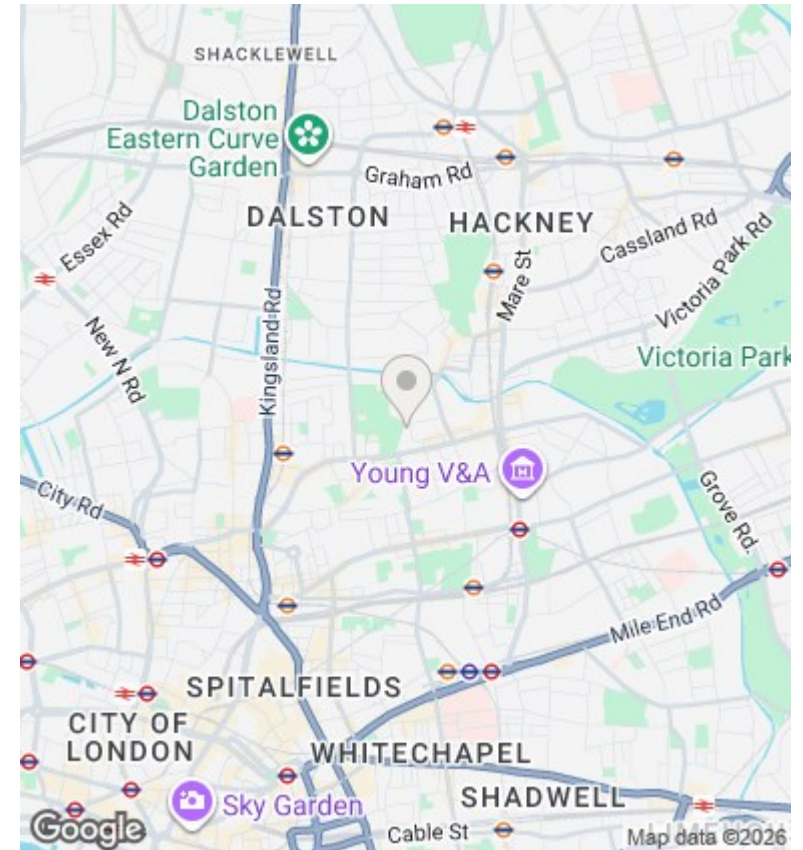 SHACKLEWELL
Dalston
Eastern Curve
Garden
Graham Rd
DALSTON
HACKNEY
Essex Rd
Cassland Rd
Mare St
Victoria Park Rd
New N Rd
Kingsland Rd
Victoria Park
Young V&A
City Rd
Grove Rd.
Mile End Rd
SPITALFIELDS
CITY OF
LONDON
WHITECHAPEL
Sky Garden
SHADWELL
Cable St
Google
Map data ©2026